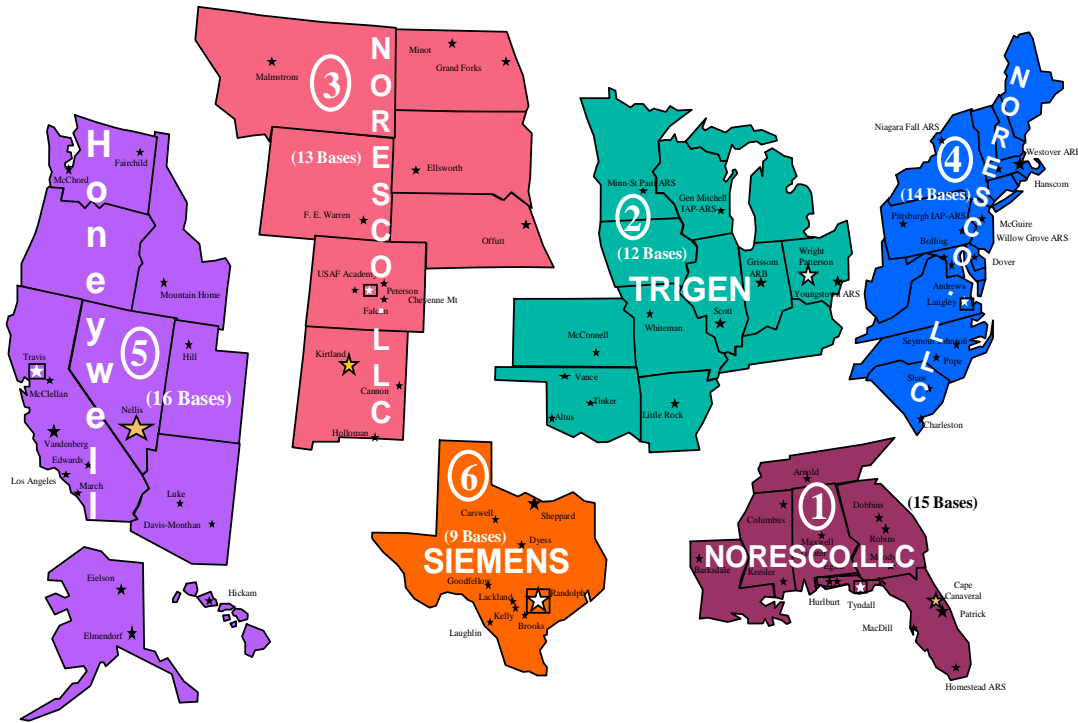 Honeywell
5
(16 Bases)
Fairchild
McChord
Mountain Home
Hill
Travis
McClellan
Nellis
Vandenberg
Edwards
Los Angeles
March
Luke
Davis-Monthan
Eielson
Elmendorf
Hickam
NORESCO.LLC
3
(13 Bases)
Minot
Grand Forks
Malmstrom
Ellsworth
F. E. Warren
Offutt
USAF Academy
Peterson
Cheyenne Mt
Falcon
Kirtland
Cannon
Holloman
TRIGEN
2
(12 Bases)
Minn-St Paul ARS
Gen Mitchell
IAP-ARS
Grissom
ARB
Wright
Patterson
Youngstown ARS
Scott
Whiteman
McConnell
Vance
Tinker
Altus
Little Rock
NORESCO.LLC
4
(14 Bases)
Niagara Fall ARS
Westover ARB
Hanscom
McGuire
Willow Grove ARS
Pittsburgh IAP-ARS
Bolling
Dover
Andrews
Langley
Seymour Johnson
Pope
Shaw
Charleston
6
(9 Bases)
SIEMENS
Carswell
Sheppard
Dyess
Goodfellow
Lackland
Randolph
Kelly
Brooks
Laughlin
1
(15 Bases)
NORESCO.LLC
Arnold
Columbus
Dobbins
Robins
Maxwell
Moody
Barksdale
Keesler
Hurlburt
Tyndall
Cape
Canaveral
Patrick
MacDill
Homestead ARS